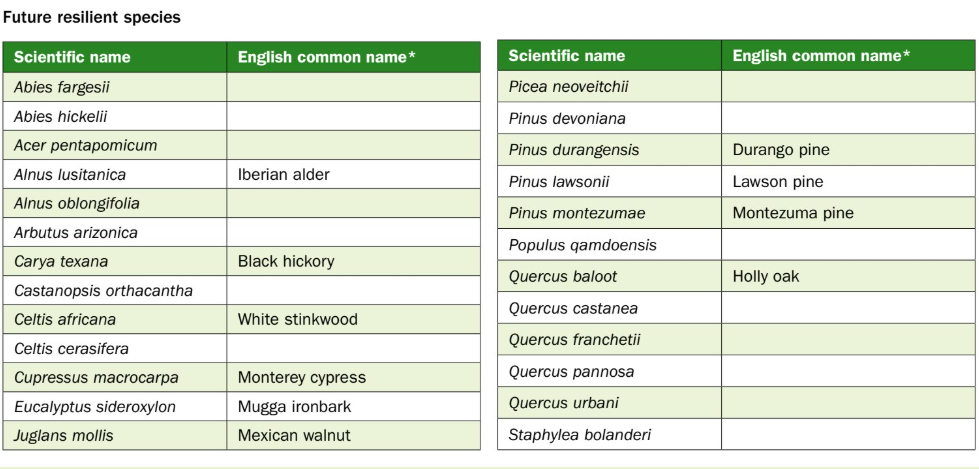 Future resilient species
Scientific name English common name*
Abies fargesii
Abies hickelii
Acer pentapomicum
Alnus lusitanica Iberian alder
Alnus oblongifolia
Arbutus arizonica
Carya texana Black hickory
Castanopsis orthacantha
Celtis africana White stinkwood
Celtis cerasifera
Cupressus macrocarpa Monterey cypress
Eucalyptus sideroxylon Mugga ironbark
Juglans mollis Mexican walnut
Scientific name English common name*
Picea neoveitchii
Pinus devoniana
Pinus durangensis Durango pine
Pinus lawsonii Lawson pine
Pinus montezumae Montezuma pine
Populus qamdoensis
Quercus baloot Holly oak
Quercus castanea
Quercus franchetii
Quercus pannosa
Quercus urbani
Staphylea bolanderi